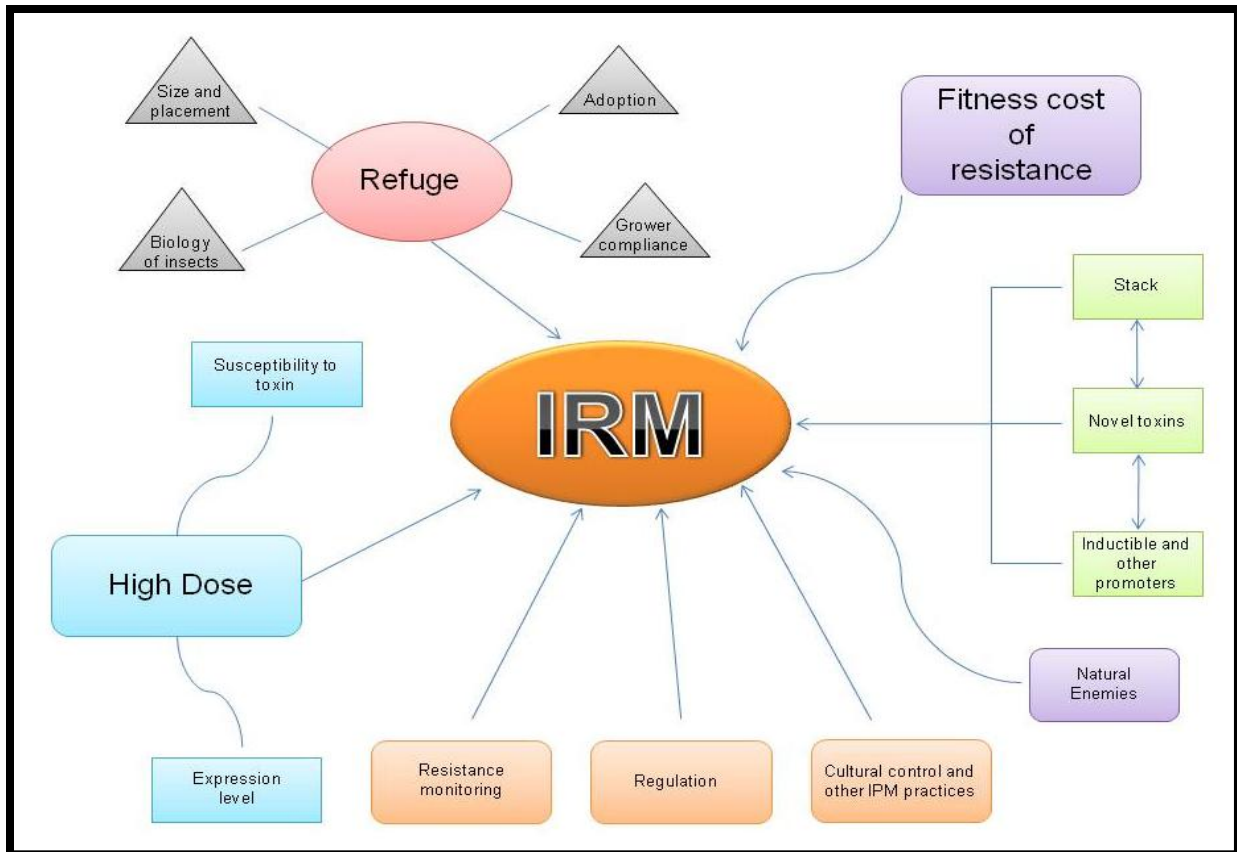 Size and
placement
Adoption
Refuge
Biology
of insects
Grower
compliance
Fitness cost
of
resistance
Stack
Novel toxins
Inductible and
other
promoters
Susceptibility to
toxin
IRM
High Dose
Expression
level
Resistance
monitoring
Regulation
Cultural control and
other IPM practices
Natural
Enemies